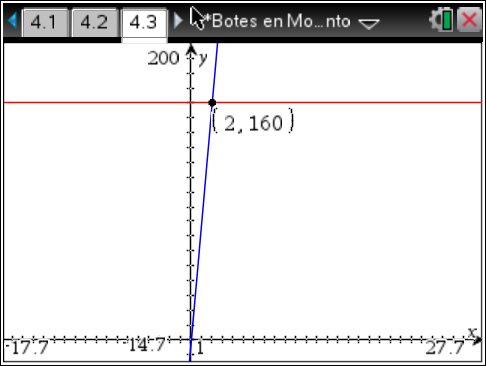 4.1 4.2 4.3 *Botes en Mo...nto
200 y
(2,160)
x
-17.7 -14.7 1 27.7